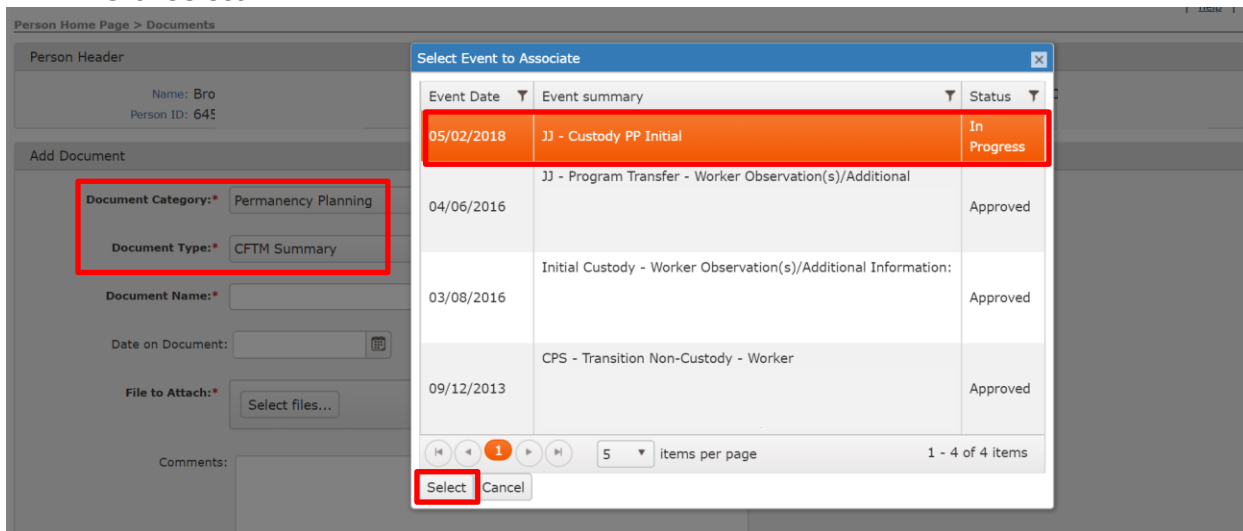 help
Person Home Page > Documents
Person Header
Name: Bro
Person ID: 645
Add Document
Document Category:* Permanency Planning
Document Type:* CFTM Summary
Document Name:*
Date on Document:
File to Attach:* Select files...
Comments:
Select Event to Associate
Event Date Event summary Status
05/02/2018 JJ - Custody PP Initial In Progress
JJ - Program Transfer - Worker Observation(s)/Additional
04/06/2016 Approved
Initial Custody - Worker Observation(s)/Additional Information:
03/08/2016 Approved
CPS - Transition Non-Custody - Worker
09/12/2013 Approved
1 5 items per page 1 - 4 of 4 items
Select Cancel